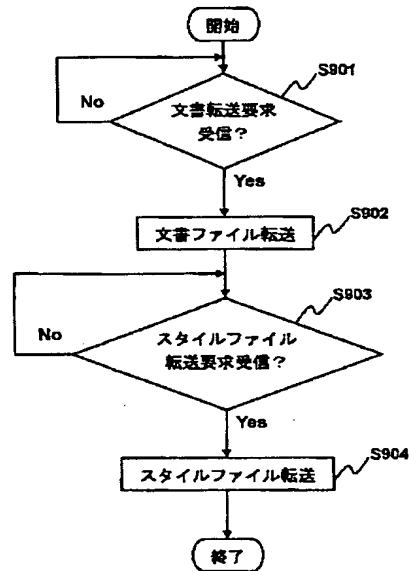 開始
S901
No
文書転送要求
受信？
Yes
S902
文書ファイル転送
S903
No
スタイルファイル
転送要求受信？
Yes
S904
スタイルファイル転送
終了